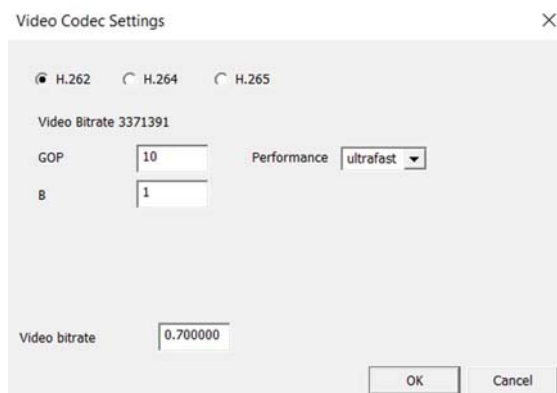 Video Codec Settings
H.262 H.264 H.265
Video Bitrate 3371391
GOP 10 Performance ultrafast
B 1
Video bitrate 0.700000
OK Cancel